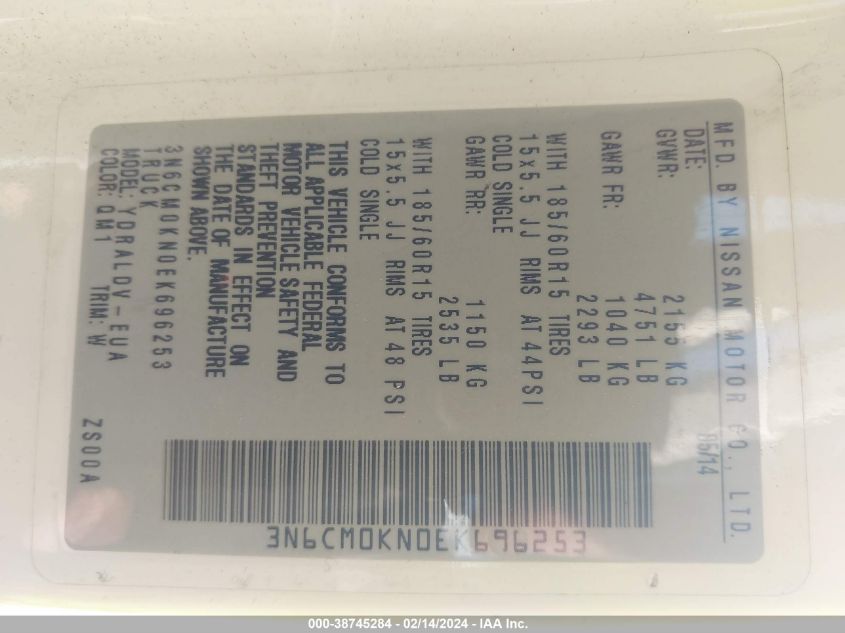 MFD. BY NISSAN MOTOR CO., LTD.
DATE: 05/14
GVWR: 2155 KG
4751 LB
GAWR FR: 1040 KG
2293 LB
WITH 185/60R15 TIRES
15x5.5 JJ RIMS AT 44PSI
COLD SINGLE
GAWR RR: 1150 KG
2535 LB
WITH 185/60R15 TIRES
15x5.5 JJ RIMS AT 48 PSI
COLD SINGLE
THIS VEHICLE CONFORMS TO
ALL APPLICABLE FEDERAL
MOTOR VEHICLE SAFETY AND
THEFT PREVENTION
STANDARDS IN EFFECT ON
THE DATE OF MANUFACTURE
SHOWN ABOVE.
3N6CM0KN0EK696253
TRUCK
MODEL: YDRALDV-EUA
COLOR: QM1 TRIM: W
ZS00A
3N6CM0KN0EK696253
000-38745284 - 02/14/2024 - IAA Inc.